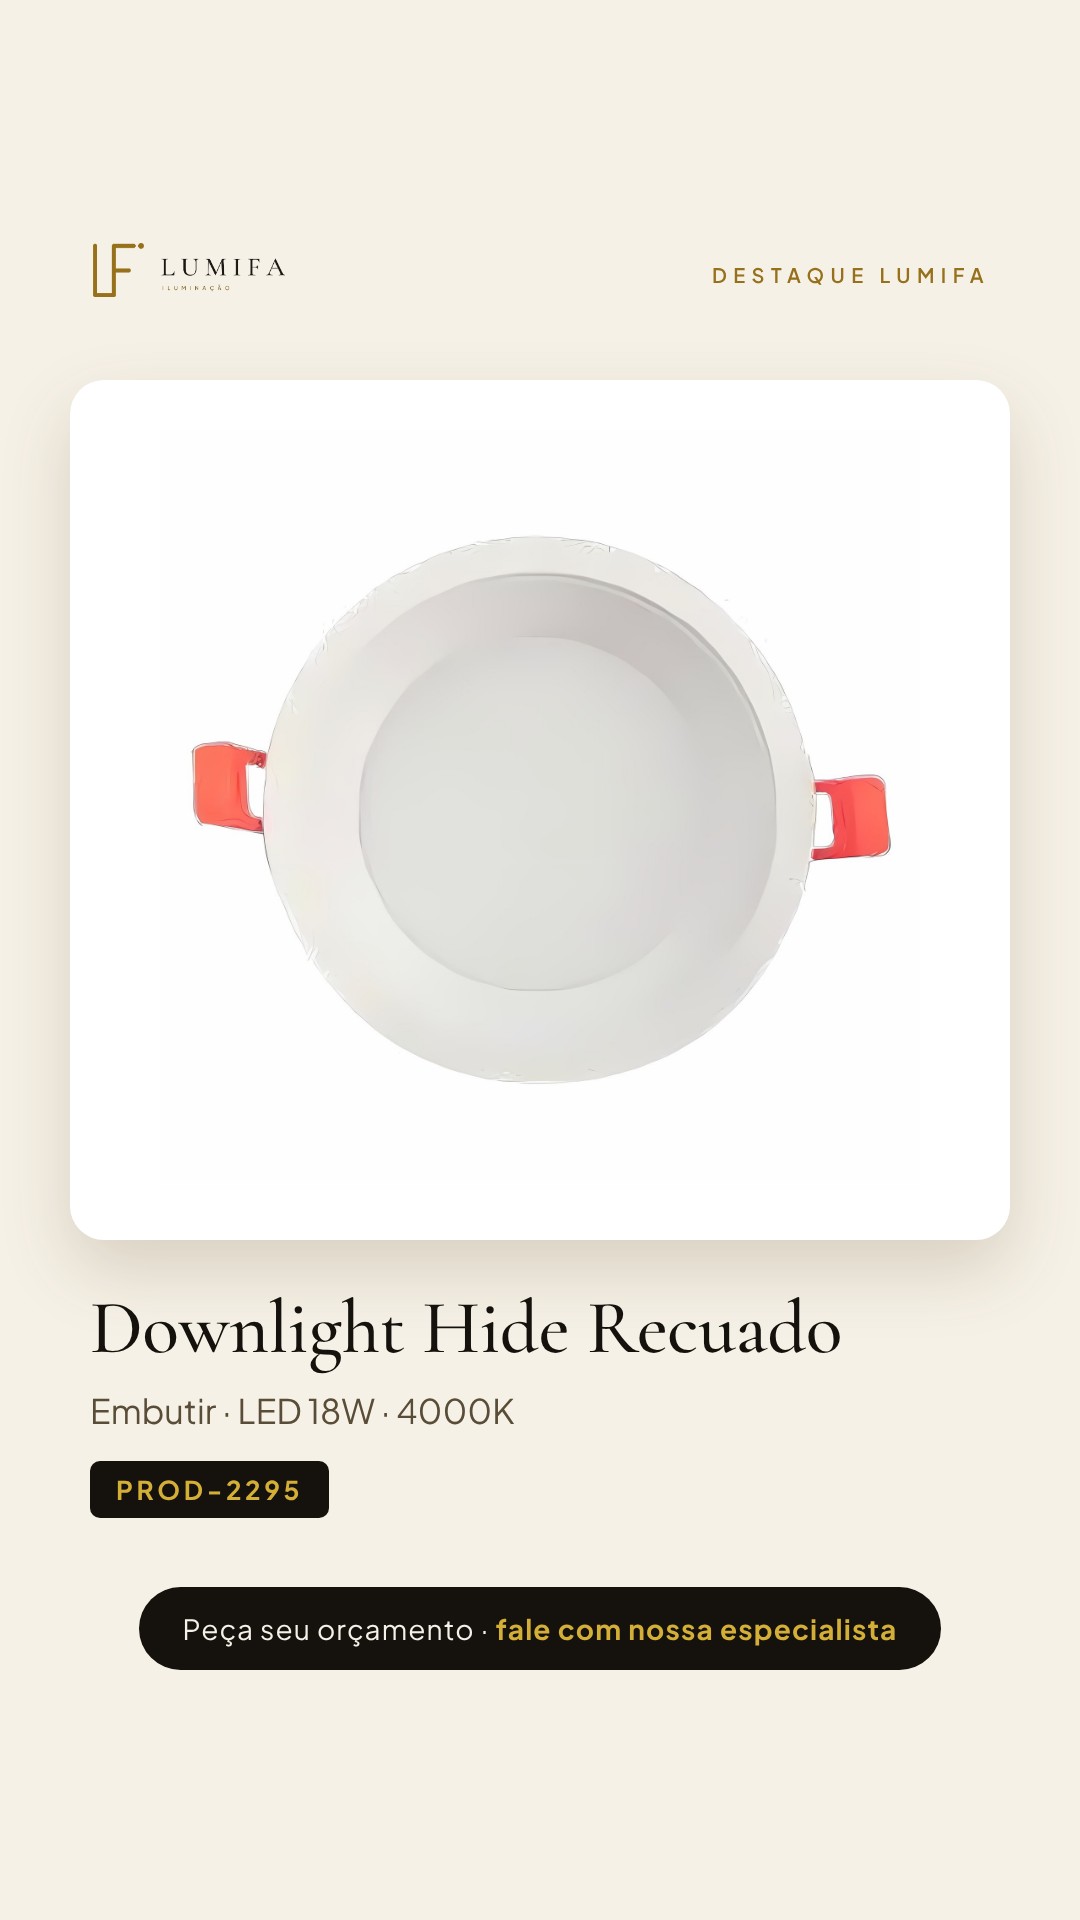 LUMIFA
ILUMINAÇÃO
DESTAQUE LUMIFA
Downlight Hide Recuado
Embutir · LED 18W · 4000K
PROD-2295
Peça seu orçamento · fale com nossa especialista